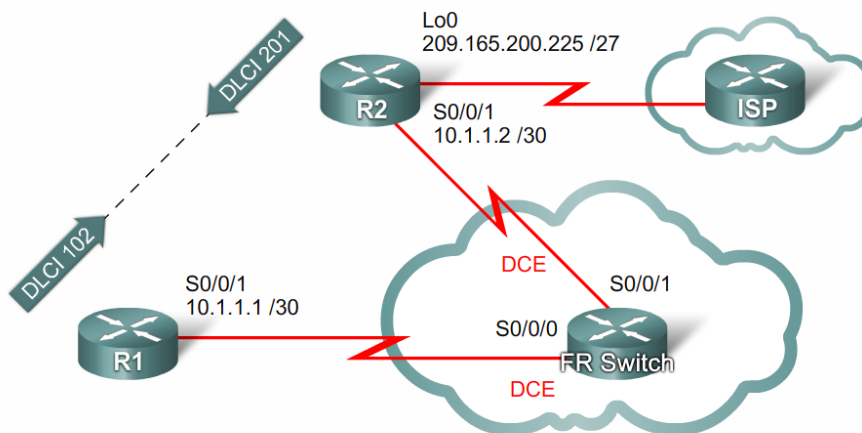 Lo0
209.165.200.225 /27
DLCI 201
R2
ISP
S0/0/1
10.1.1.2 /30
DLCI 102
DCE
S0/0/1
S0/0/1
10.1.1.1 /30
S0/0/0
R1
FR Switch
DCE